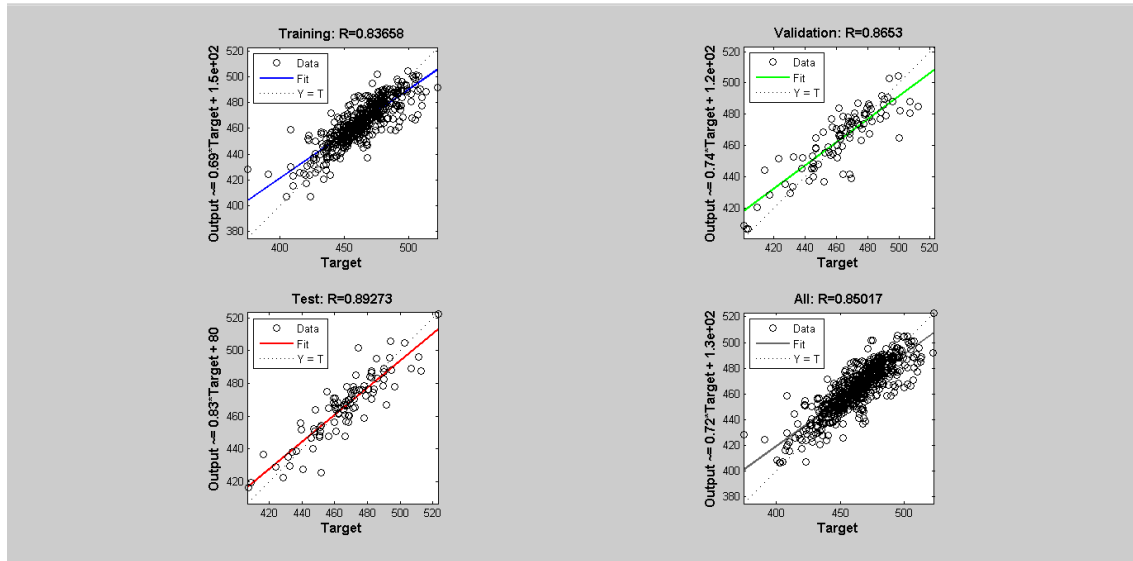 Training: R=0.83658
Output ~= 0.69*Target + 1.5e+02
520
500
480
460
440
420
400
380
Data
Fit
Y = T
400
450
500
Target
Validation: R=0.8653
Output ~= 0.74*Target + 1.2e+02
520
500
480
460
440
420
Data
Fit
Y = T
420
440
460
480
500
520
Target
Test: R=0.89273
Output ~= 0.83*Target + 80
520
500
480
460
440
420
Data
Fit
Y = T
420
440
460
480
500
520
Target
All: R=0.85017
Output ~= 0.72*Target + 1.3e+02
520
500
480
460
440
420
400
380
Data
Fit
Y = T
400
450
500
Target